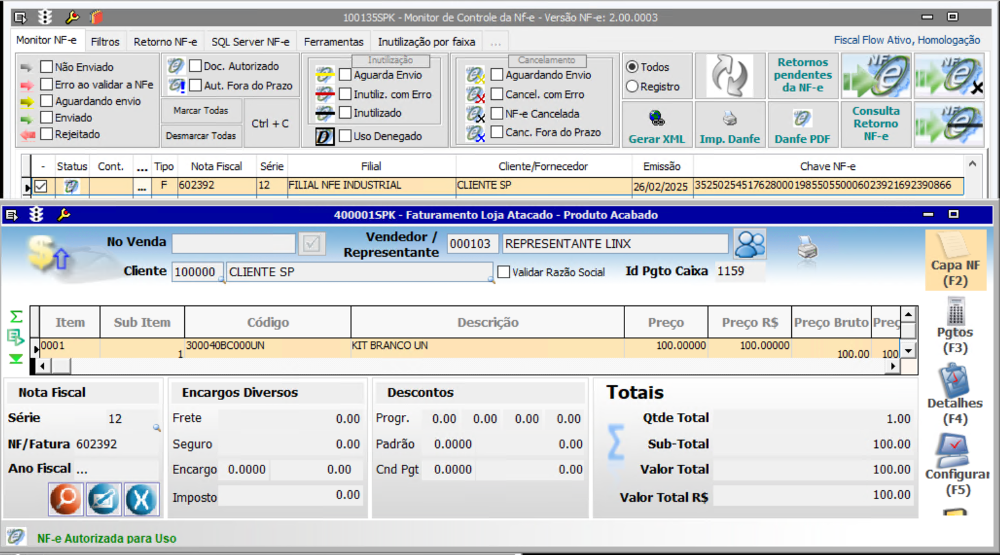 100135SPK - Monitor de Controle da Nf-e - Versão NF-e: 2.00.0003
Monitor NF-e Filtros Retorno NF-e SQL Server NF-e Ferramentas Inutilização por faixa ...
Fiscal Flow Ativo, Homologação
Não Enviado
Erro ao validar a NFe
Aguardando envio
Enviado
Rejeitado
Doc. Autorizado
Aut. Fora do Prazo
Marcar Todas
Desmarcar Todas
Ctrl + C
Inutilização
Aguarda Envio
Inutiliz. com Erro
Inutilizado
Uso Denegado
Cancelamento
Aguardando Envio
Cancel. com Erro
NF-e Cancelada
Canc. Fora do Prazo
Todos
Registro
Retornos
pendentes
da NF-e
Gerar XML
Imp. Danfe
Danfe PDF
Consulta
Retorno
NF-e
- Status Cont. ... Tipo Nota Fiscal Série Filial Cliente/Fornecedor Emissão Chave NF-e
... F 602392 12 FILIAL NFE INDUSTRIAL CLIENTE SP 26/02/2025 35250254517628000198550550006023921692390866
400001SPK - Faturamento Loja Atacado - Produto Acabado
No Venda
Vendedor /
Representante
000103 REPRESENTANTE LINX
Cliente 100000 CLIENTE SP
Validar Razão Social
Id Pgto Caixa 1159
Capa NF
(F2)
Pgtos
(F3)
Detalhes
(F4)
Configurar
(F5)
Item Sub Item Código Descrição Preço Preço R$ Preço Bruto Preç
0001 1 300040BC000UN KIT BRANCO UN 100.00000 100.00000 100.00 100
Nota Fiscal
Série 12
NF/Fatura 602392
Ano Fiscal ...
Encargos Diversos
Frete 0.00
Seguro 0.00
Encargo 0.0000 0.00
Imposto 0.00
Descontos
Progr. 0.00 0.00 0.00 0.00
Padrão 0.0000 0.00
Cnd Pgt 0.0000 0.00
Totais
Qtde Total 1.00
Sub-Total 100.00
Valor Total 100.00
Valor Total R$ 100.00
NF-e Autorizada para Uso